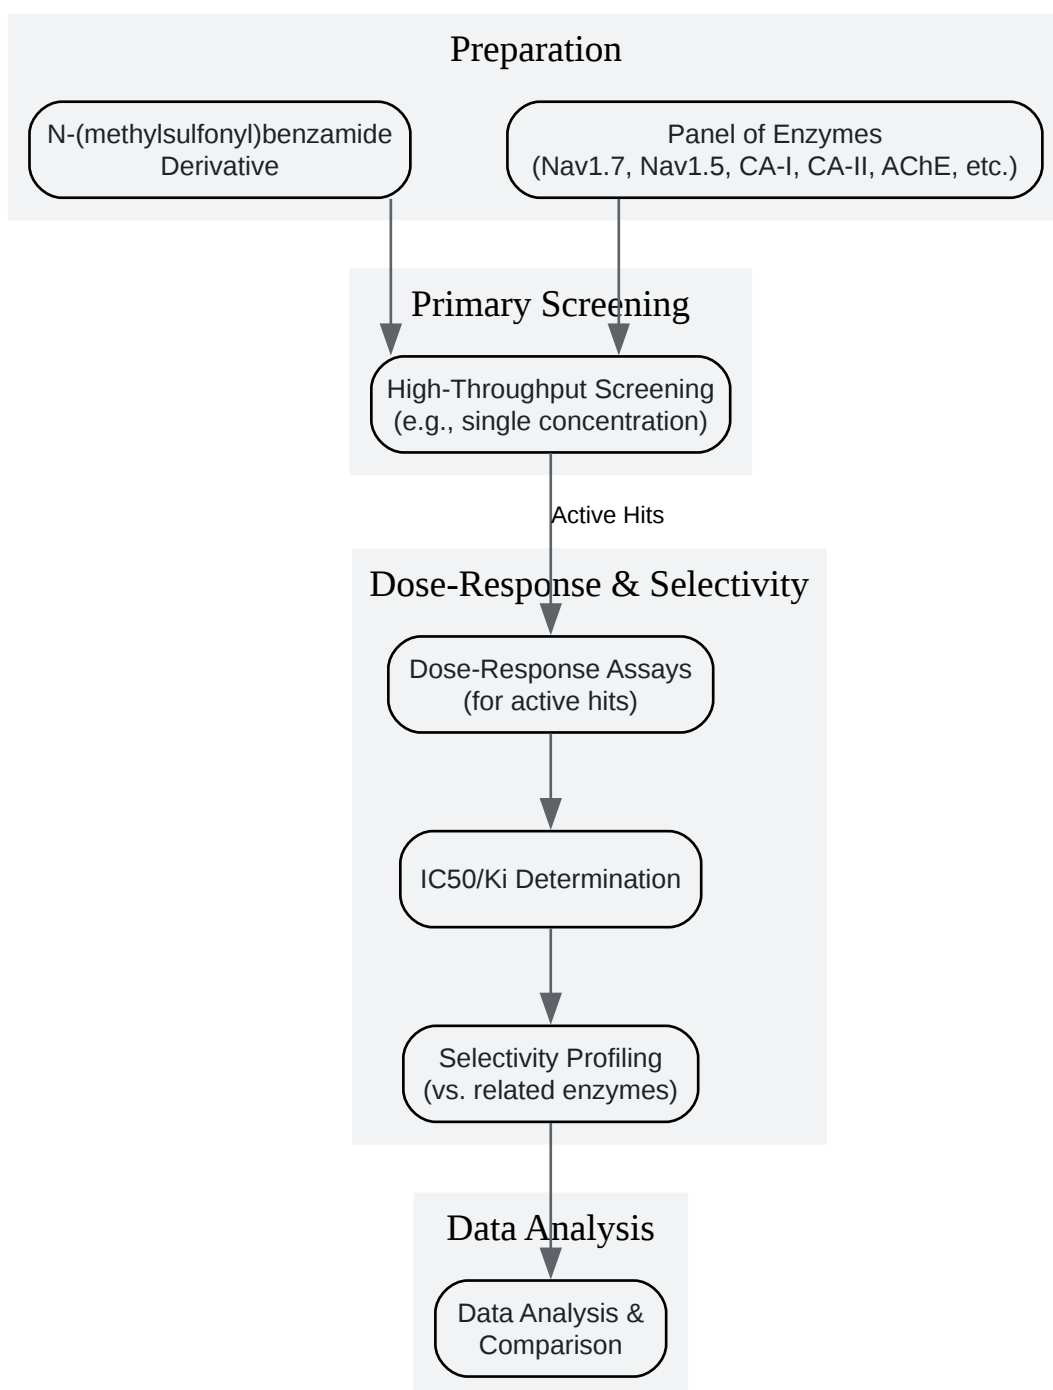 Preparation
N-(methylsulfonyl)benzamide
Derivative
Panel of Enzymes
(Nav1.7, Nav1.5, CA-I, CA-II, AChE, etc.)
Primary Screening
High-Throughput Screening
(e.g., single concentration)
Active Hits
Dose-Response & Selectivity
Dose-Response Assays
(for active hits)
IC50/Ki Determination
Selectivity Profiling
(vs. related enzymes)
Data Analysis
Data Analysis &
Comparison